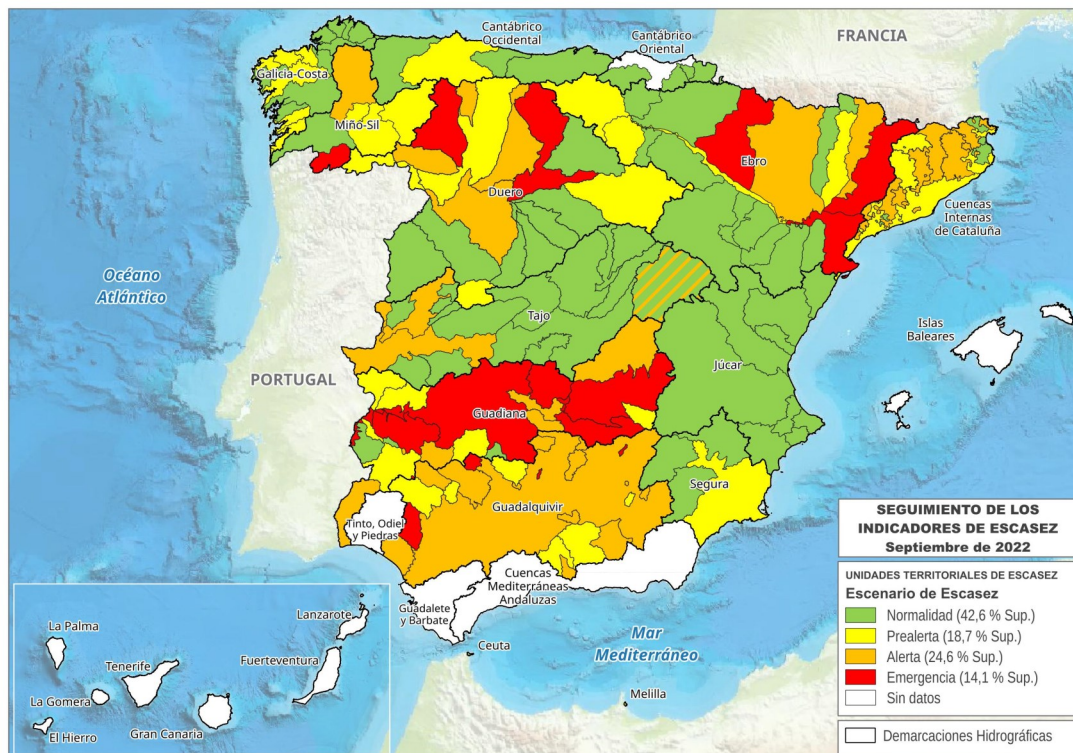 Cantábrico
Occidental
Cantábrico
Oriental
FRANCIA
Galicia-Costa
Miño-Sil
Ebro
Duero
Cuencas
Internas
de Cataluña
Océano
Atlántico
Tajo
Islas
Baleares
Júcar
PORTUGAL
Guadiana
Segura
Guadalquivir
Tinto, Odiel
y Piedras
Cuencas
Mediterráneas
Andaluzas
Guadalete
y Barbate
Ceuta
Mar
Mediterráneo
Melilla
La Palma
Lanzarote
Tenerife
Fuerteventura
La Gomera
El Hierro
Gran Canaria
SEGUIMIENTO DE LOS
INDICADORES DE ESCASEZ
Septiembre de 2022
UNIDADES TERRITORIALES DE ESCASEZ
Escenario de Escasez
Normalidad (42,6 % Sup.)
Prealerta (18,7 % Sup.)
Alerta (24,6 % Sup.)
Emergencia (14,1 % Sup.)
Sin datos
Demarcaciones Hidrográficas